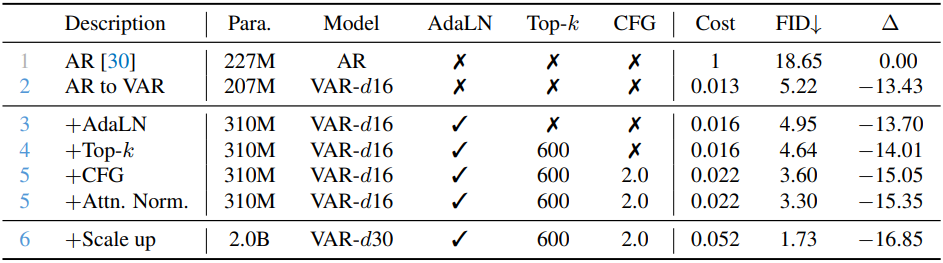 Description Para. Model AdaLN Top-k CFG Cost FID↓ Δ
1 AR [30] 227M AR ✗ ✗ ✗ 1 18.65 0.00
2 AR to VAR 207M VAR-d16 ✗ ✗ ✗ 0.013 5.22 −13.43
3 +AdaLN 310M VAR-d16 ✓ ✗ ✗ 0.016 4.95 −13.70
4 +Top-k 310M VAR-d16 ✓ 600 ✗ 0.016 4.64 −14.01
5 +CFG 310M VAR-d16 ✓ 600 2.0 0.022 3.60 −15.05
5 +Attn. Norm. 310M VAR-d16 ✓ 600 2.0 0.022 3.30 −15.35
6 +Scale up 2.0B VAR-d30 ✓ 600 2.0 0.052 1.73 −16.85